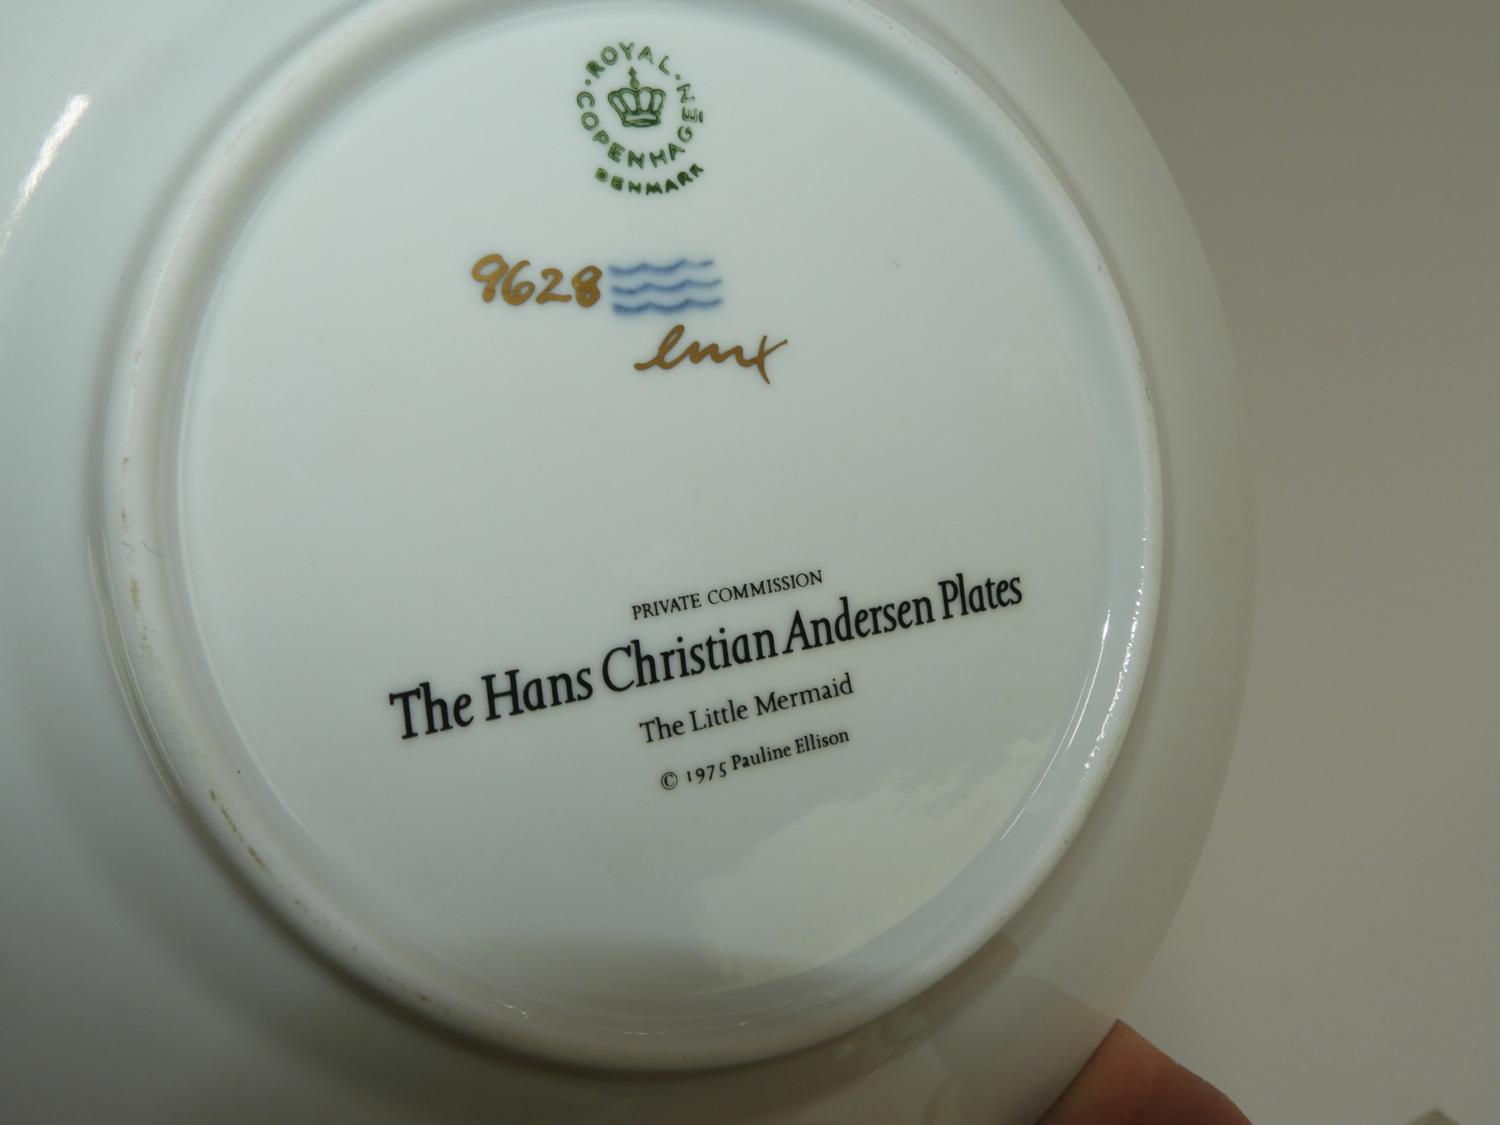 ROYAL
COPENHAGEN
DENMARK
9628
PRIVATE COMMISSION
The Hans Christian Andersen Plates
The Little Mermaid
© 1975 Pauline Ellison